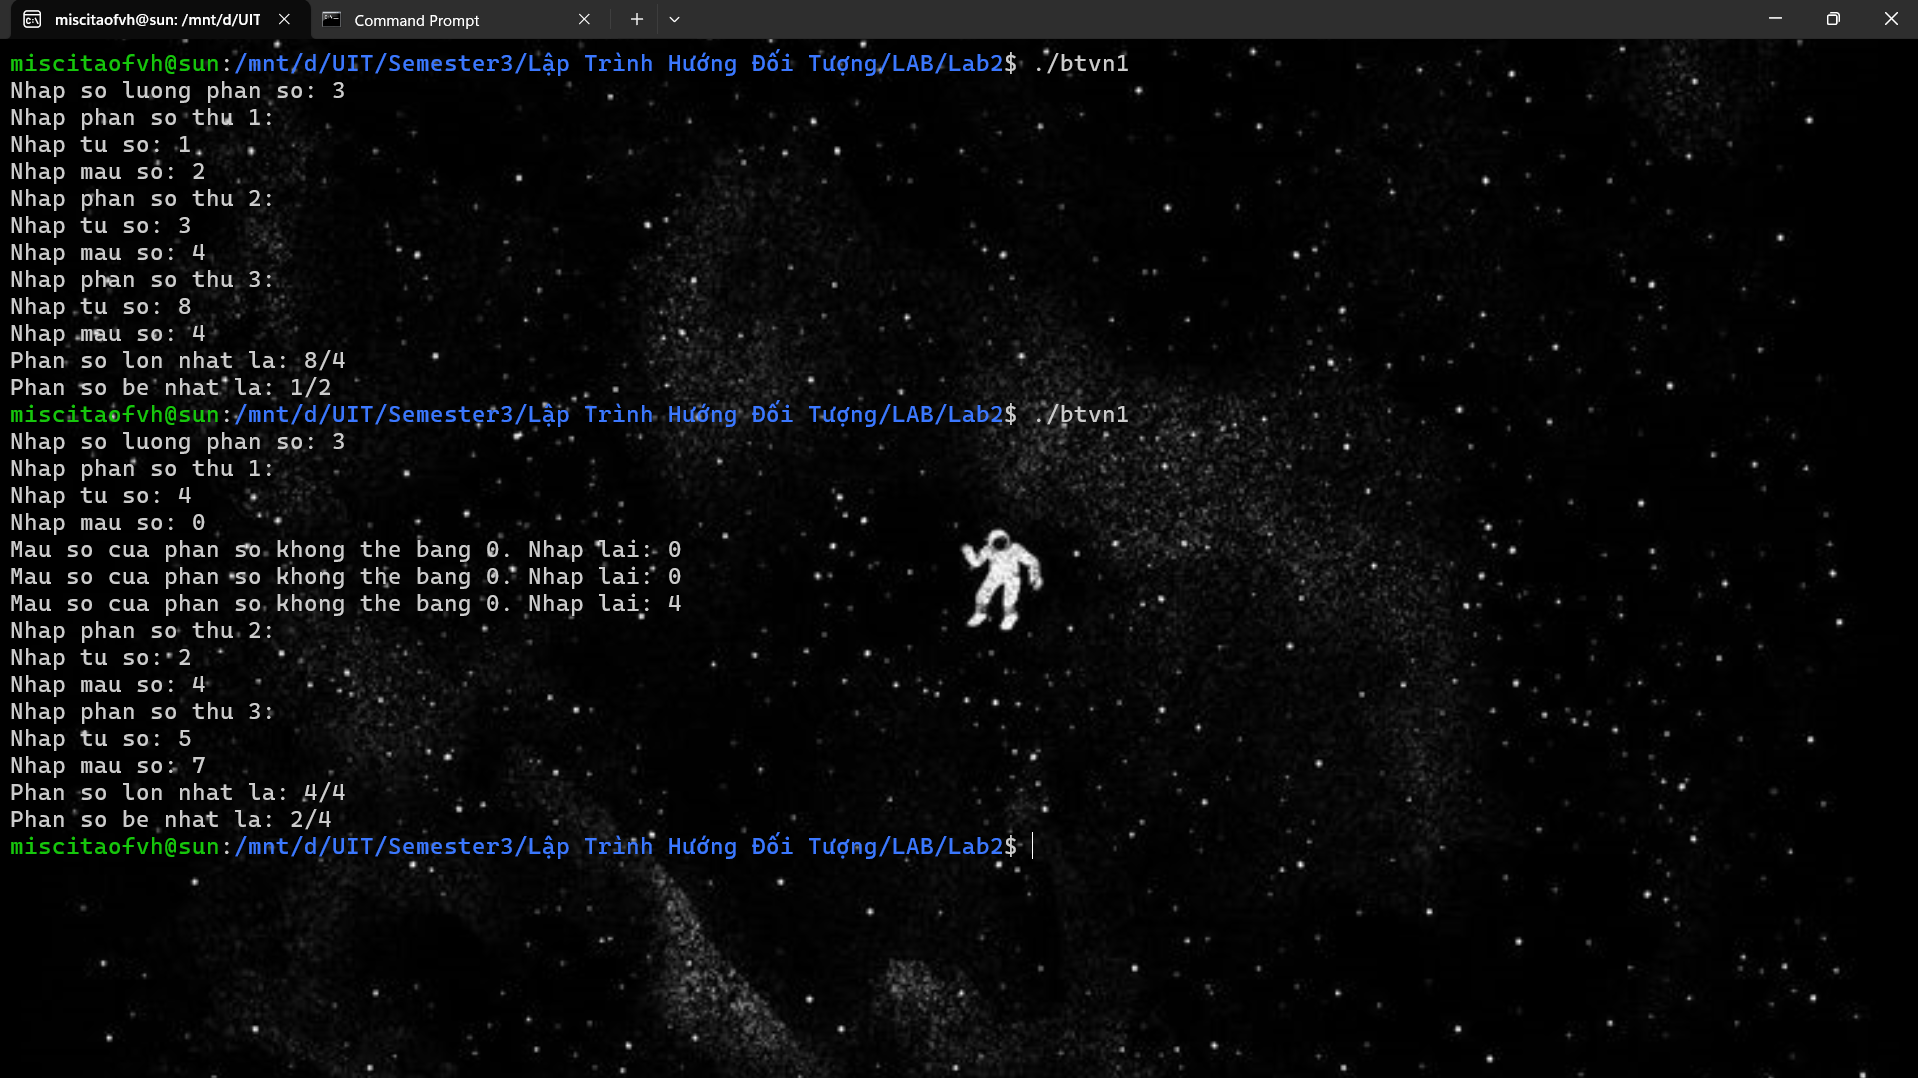 miscitaofvh@sun: /mnt/d/UIT
Command Prompt
miscitaofvh@sun:/mnt/d/UIT/Semester3/Lập Trình Hướng Đối Tượng/LAB/Lab2$ ./btvn1
Nhap so luong phan so: 3
Nhap phan so thu 1:
Nhap tu so: 1
Nhap mau so: 2
Nhap phan so thu 2:
Nhap tu so: 3
Nhap mau so: 4
Nhap phan so thu 3:
Nhap tu so: 8
Nhap mau so: 4
Phan so lon nhat la: 8/4
Phan so be nhat la: 1/2
miscitaofvh@sun:/mnt/d/UIT/Semester3/Lập Trình Hướng Đối Tượng/LAB/Lab2$ ./btvn1
Nhap so luong phan so: 3
Nhap phan so thu 1:
Nhap tu so: 4
Nhap mau so: 0
Mau so cua phan so khong the bang 0. Nhap lai: 0
Mau so cua phan so khong the bang 0. Nhap lai: 0
Mau so cua phan so khong the bang 0. Nhap lai: 4
Nhap phan so thu 2:
Nhap tu so: 2
Nhap mau so: 4
Nhap phan so thu 3:
Nhap tu so: 5
Nhap mau so: 7
Phan so lon nhat la: 4/4
Phan so be nhat la: 2/4
miscitaofvh@sun:/mnt/d/UIT/Semester3/Lập Trình Hướng Đối Tượng/LAB/Lab2$